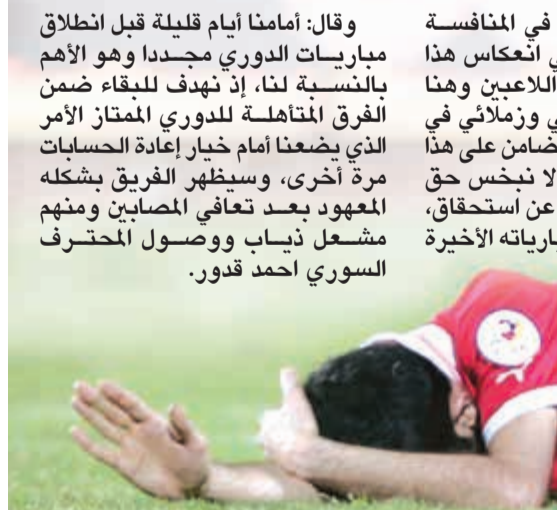 في المنافسة
انعكاس هذا
اللاعبين وهنا
وزملائي في
على هذا
لا نبخس حق
عن استحقاق،
الأخيرة
وقال: أمامنا أيام قليلة قبل انطلاق
مباريات الدوري مجددا وهو الأهم
بالنسبة لنا، إذ نهدف للبقاء ضمن
الفرق المتأهلة للدوري الممتاز الأمر
الذي يضعنا أمام خيار إعادة الحسابات
مرة أخرى، وسيظهر الفريق بشكله
المعهود بعد تعافي المصابين ومنهم
مشعل ذياب ووصول المحترف
السوري احمد قدور.